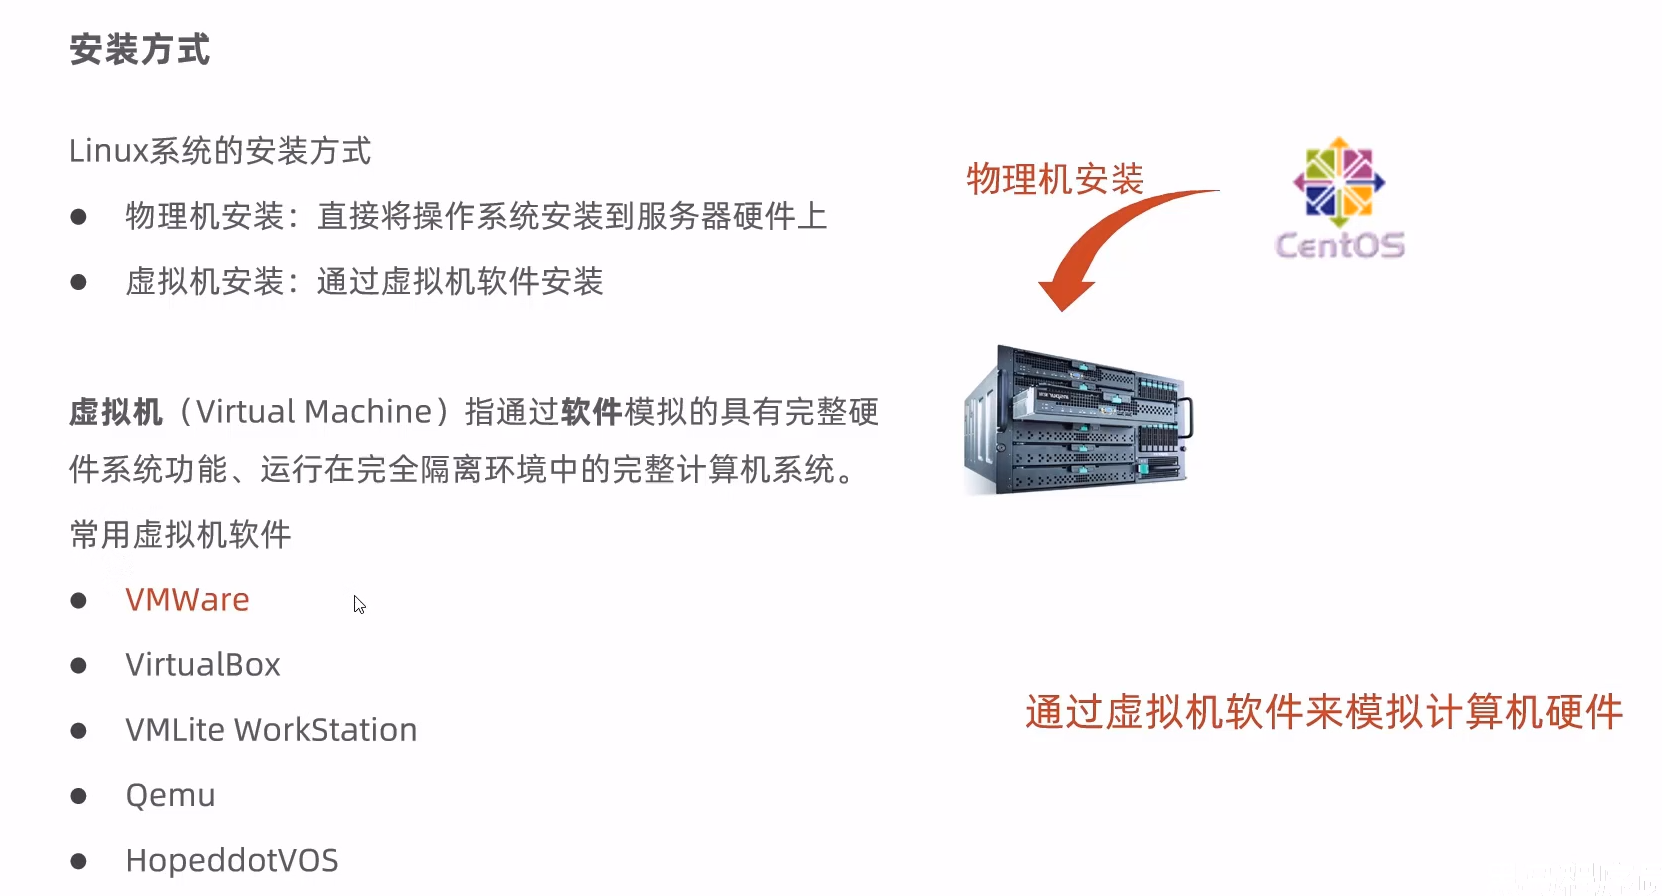 安装方式
Linux系统的安装方式
● 物理机安装：直接将操作系统安装到服务器硬件上
● 虚拟机安装：通过虚拟机软件安装
虚拟机（Virtual Machine）指通过软件模拟的具有完整硬
件系统功能、运行在完全隔离环境中的完整计算机系统。
常用虚拟机软件
● VMWare
● VirtualBox
● VMLite WorkStation
● Qemu
● HopeddotVOS
物理机安装
CentOS
通过虚拟机软件来模拟计算机硬件